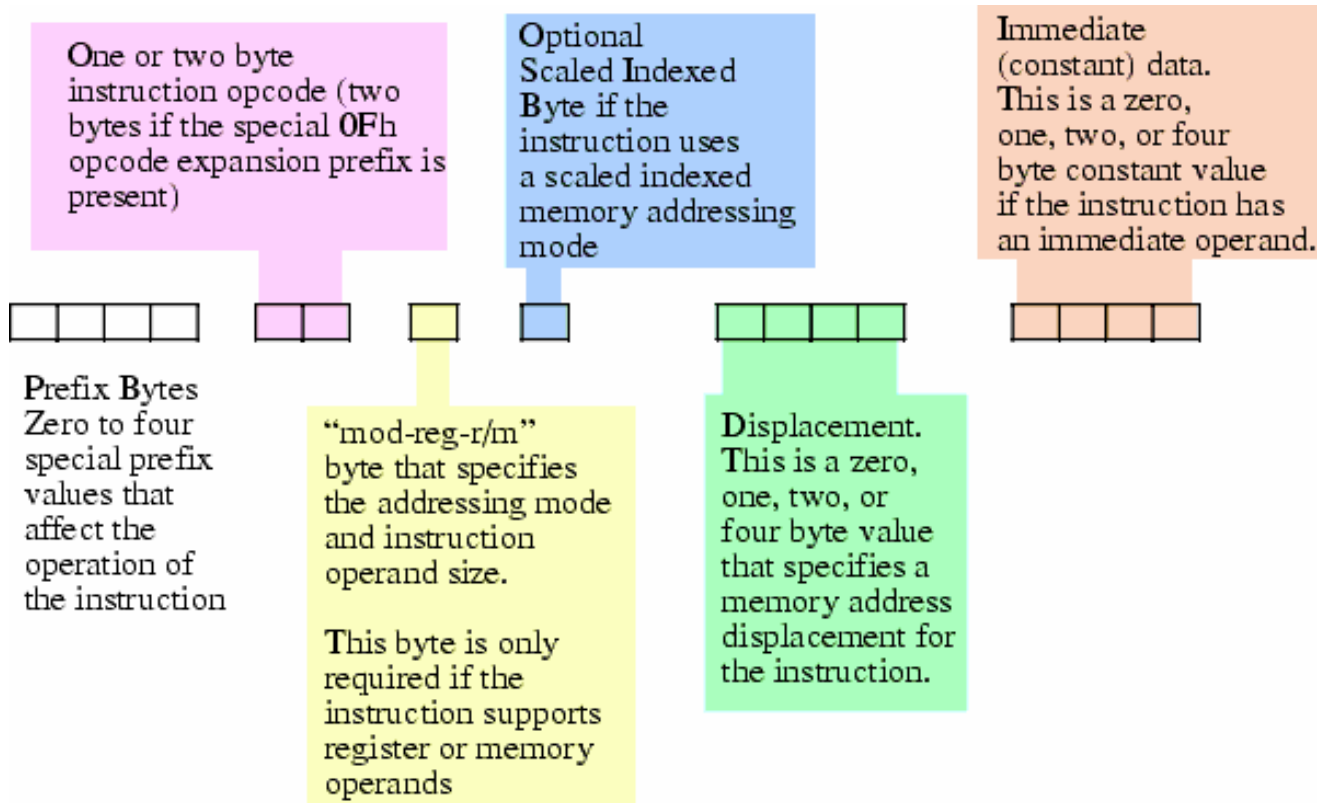 One or two byte
instruction opcode (two
bytes if the special 0Fh
opcode expansion prefix is
present)
Optional
Scaled Indexed
Byte if the
instruction uses
a scaled indexed
memory addressing
mode
Immediate
(constant) data.
This is a zero,
one, two, or four
byte constant value
if the instruction has
an immediate operand.
Prefix Bytes
Zero to four
special prefix
values that
affect the
operation of
the instruction
“mod-reg-r/m”
byte that specifies
the addressing mode
and instruction
operand size.
This byte is only
required if the
instruction supports
register or memory
operands
Displacement.
This is a zero,
one, two, or
four byte value
that specifies a
memory address
displacement for
the instruction.